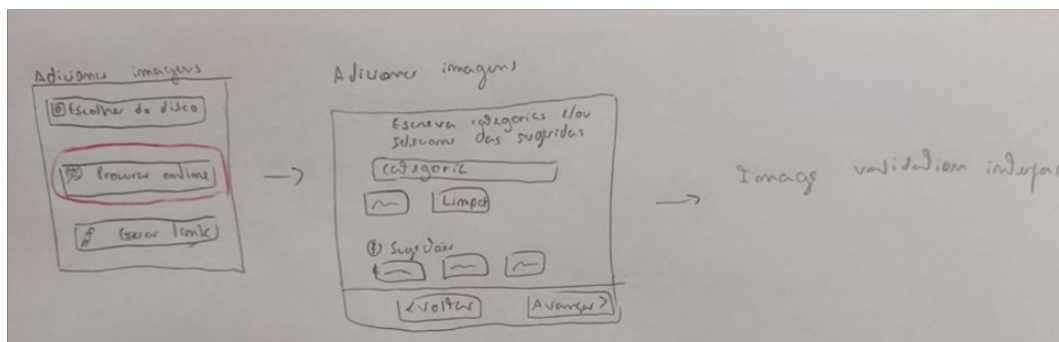 Adicionar imagens
Escolher do disco
Procurar online
Gerar link
Adicionar imagens
Escreva categorias e/ou
selecione das sugeridas
categoria
Limpar
Sugestões
<Voltar
Avançar>
Image validation interfac